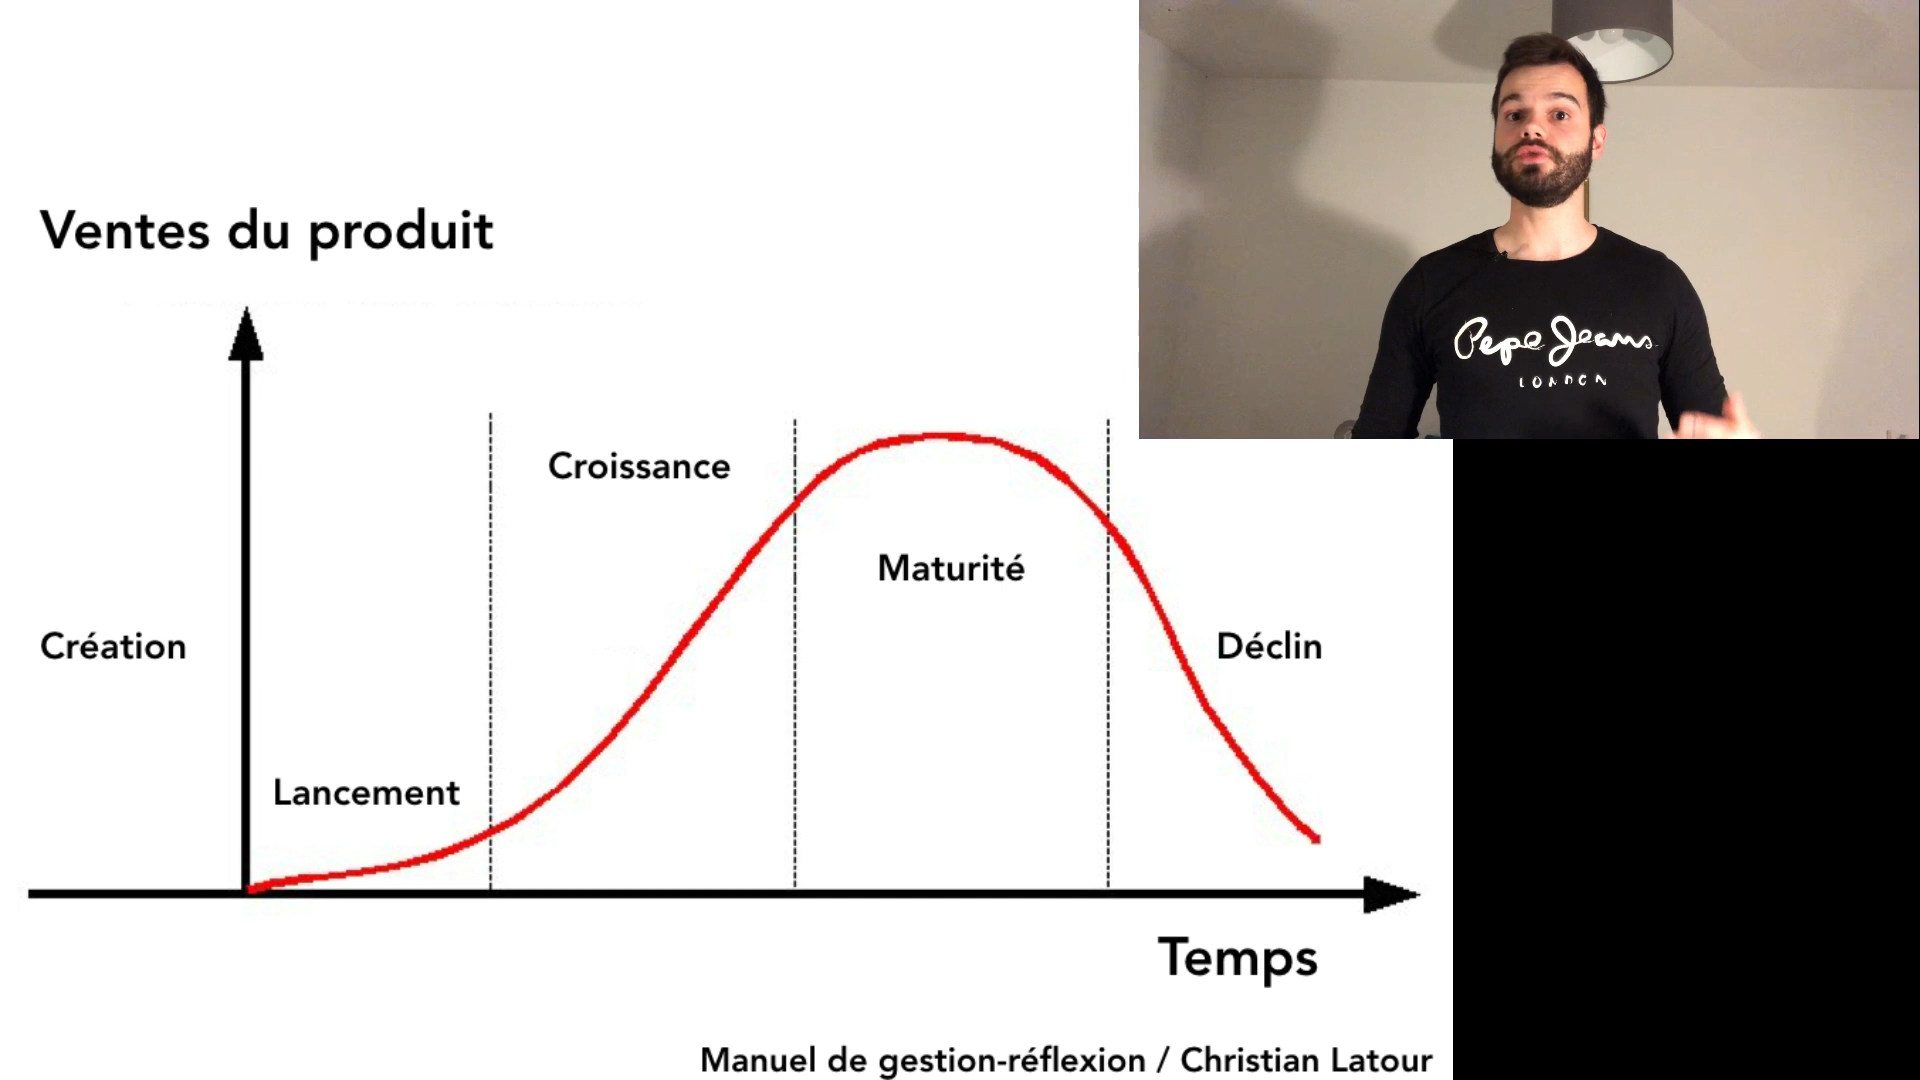 Ventes du produit
Pepe Jeans
LONDON
Croissance
Maturité
Création
Déclin
Lancement
Temps
Manuel de gestion-réflexion / Christian Latour